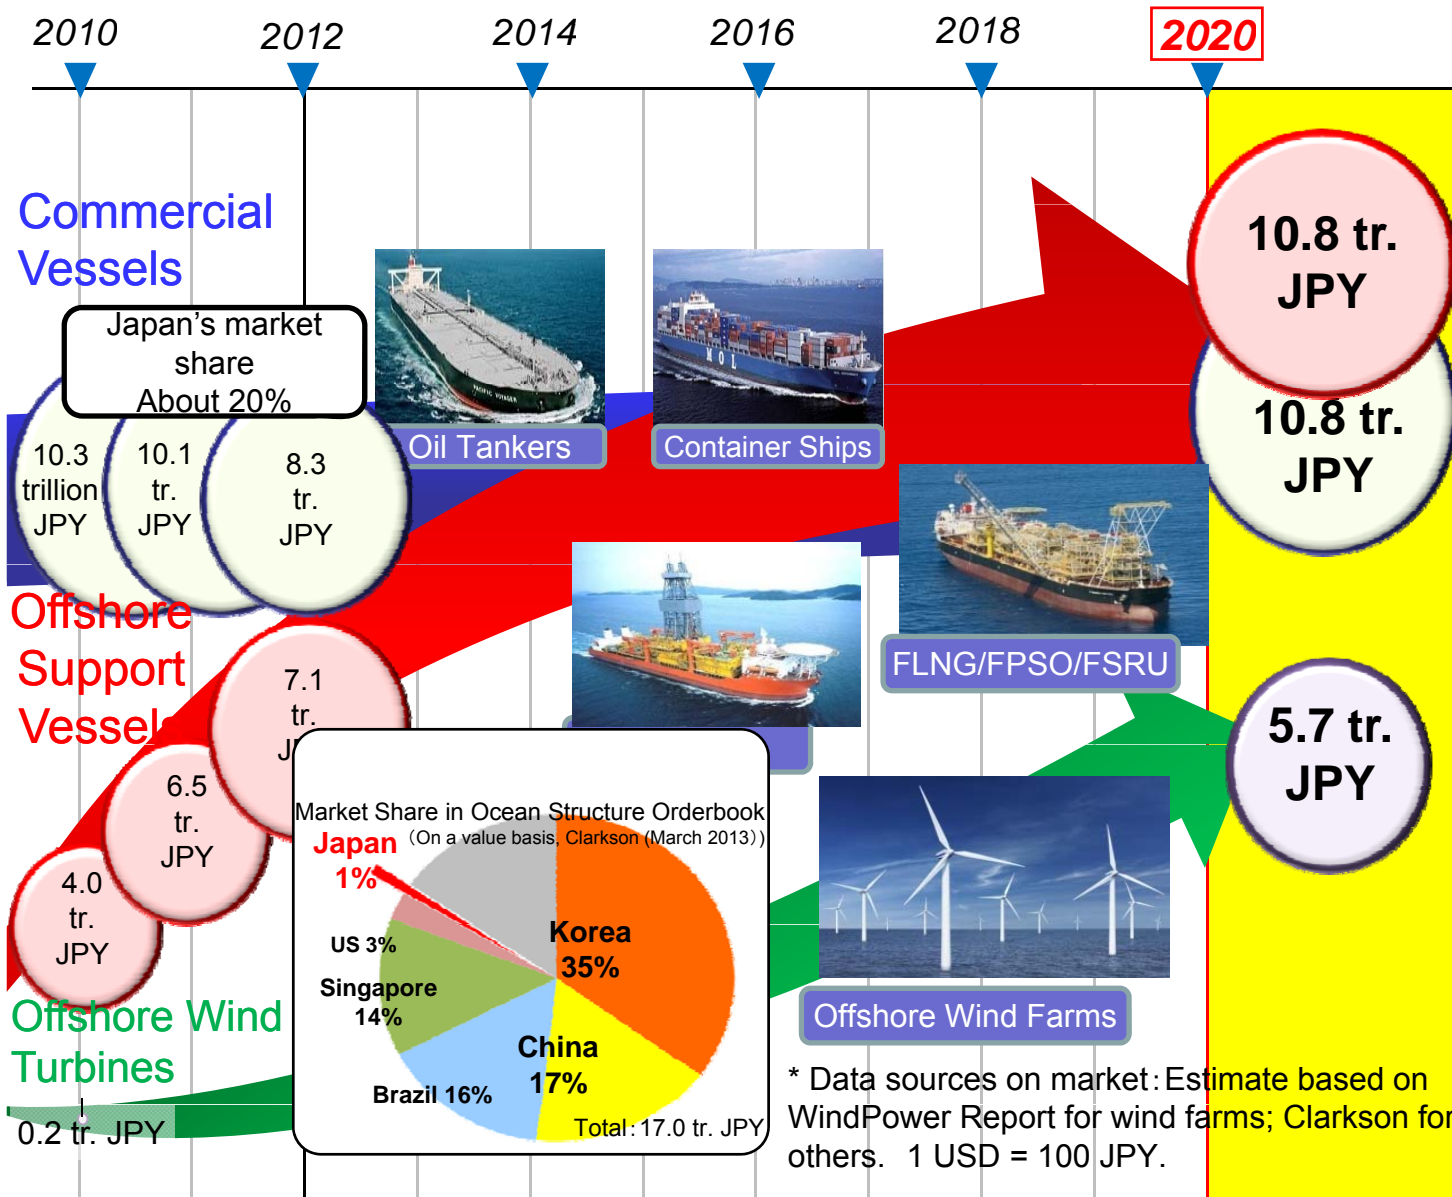 2010
2012
2014
2016
2018
2020
Commercial
Vessels
Japan's market
share
About 20%
10.3
trillion
JPY
10.1
tr.
JPY
8.3
tr.
JPY
Oil Tankers
Container Ships
10.8 tr.
JPY
10.8 tr.
JPY
Offshore
Support
Vessels
4.0
tr.
JPY
6.5
tr.
JPY
7.1
tr.
FLNG/FPSO/FSRU
5.7 tr.
JPY
Market Share in Ocean Structure Orderbook
(On a value basis, Clarkson (March 2013))
Japan
1%
US 3%
Singapore
14%
Brazil 16%
China
17%
Korea
35%
Total: 17.0 tr. JPY
Offshore Wind
Turbines
0.2 tr. JPY
Offshore Wind Farms
* Data sources on market: Estimate based on
WindPower Report for wind farms; Clarkson for
others. 1 USD = 100 JPY.
PACIFIC VOYAGER
MOL